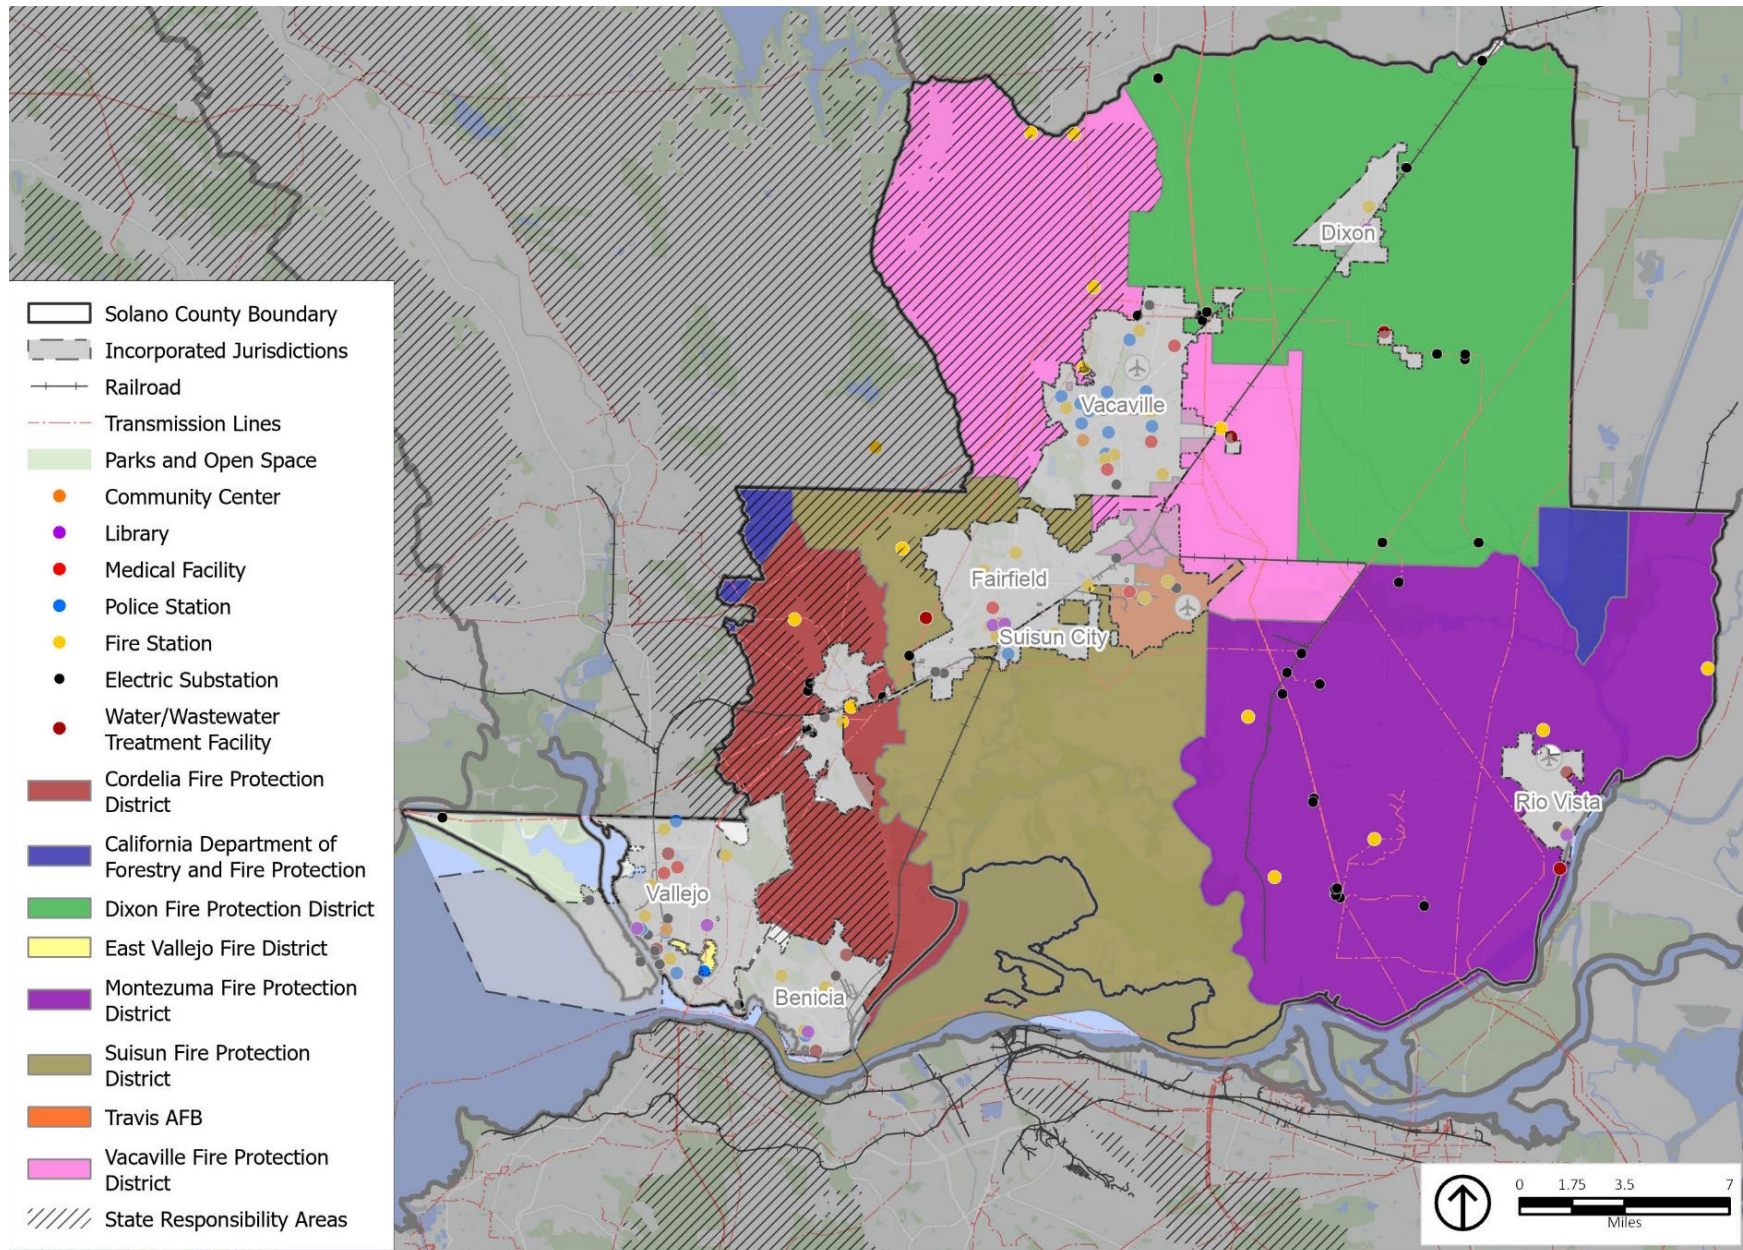 Solano County Boundary
Incorporated Jurisdictions
Railroad
Transmission Lines
Parks and Open Space
Community Center
Library
Medical Facility
Police Station
Fire Station
Electric Substation
Water/Wastewater
Treatment Facility
Cordelia Fire Protection
District
California Department of
Forestry and Fire Protection
Dixon Fire Protection District
East Vallejo Fire District
Montezuma Fire Protection
District
Suisun Fire Protection
District
Travis AFB
Vacaville Fire Protection
District
State Responsibility Areas
Dixon
Vacaville
Fairfield
Suisun City
Rio Vista
Vallejo
Benicia
0 1.75 3.5 7
Miles